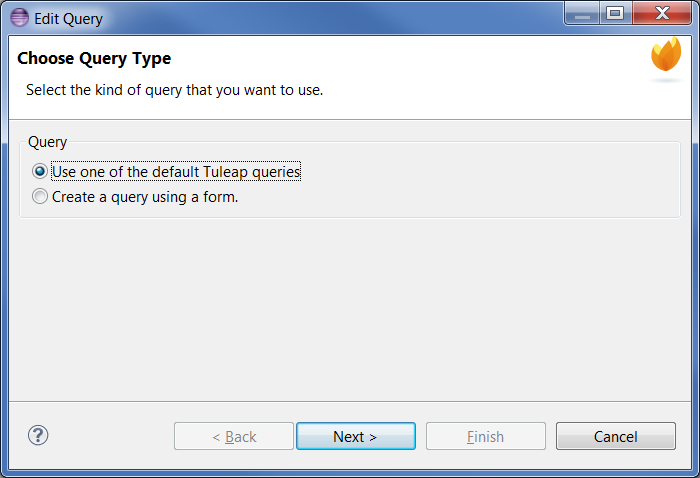 Edit Query
Choose Query Type
Select the kind of query that you want to use.
Query
Use one of the default Tuleap queries
Create a query using a form.
? < Back Next > Finish Cancel